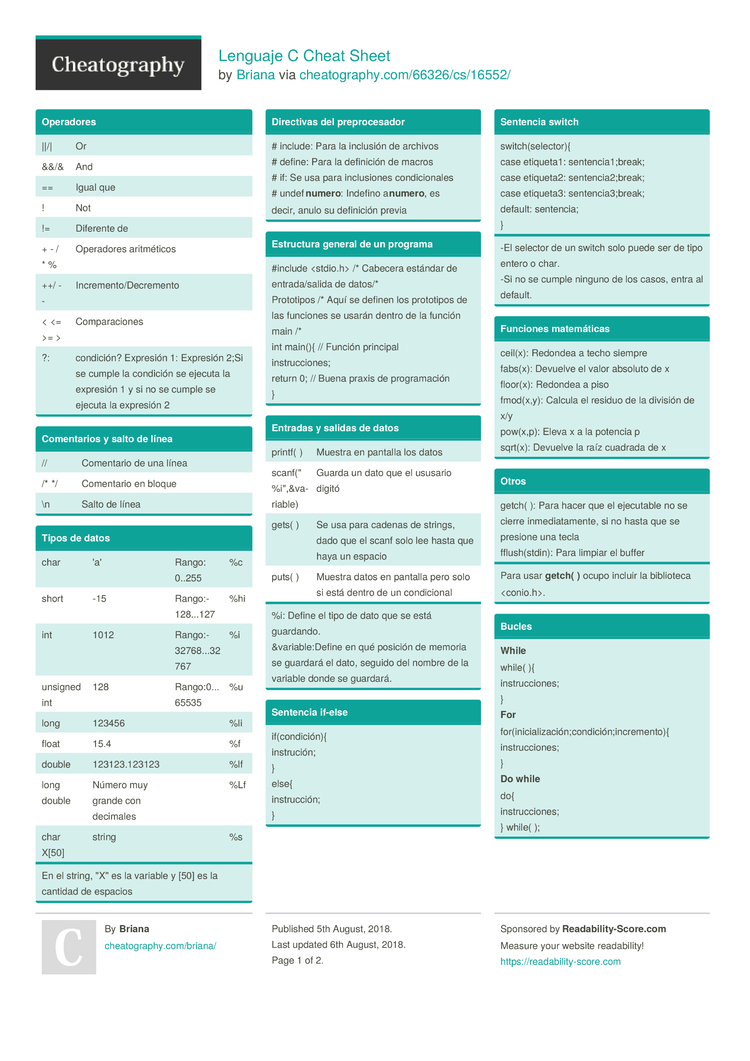 Cheatography
Lenguaje C Cheat Sheet
by Briana via cheatography.com/66326/cs/16552/
Operadores
||/| Or
&&/& And
== Igual que
! Not
!= Diferente de
+ - / Operadores aritméticos
* %
++/ - Incremento/Decremento
-
< <= Comparaciones
>= >
?: condición? Expresión 1: Expresión 2;Si
se cumple la condición se ejecuta la
expresión 1 y si no se cumple se
ejecuta la expresión 2
Comentarios y salto de línea
// Comentario de una línea
/* */ Comentario en bloque
\n Salto de línea
Tipos de datos
char 'a' Rango: %c
0..255
short -15 Rango:- %hi
128...127
int 1012 Rango:- %i
32768...32
767
unsigned 128 Rango:0... %u
int 65535
long 123456 %li
float 15.4 %f
double 123123.123123 %lf
long Número muy %Lf
double grande con
decimales
char string %s
X[50]
En el string, "X" es la variable y [50] es la
cantidad de espacios
Directivas del preprocesador
# include: Para la inclusión de archivos
# define: Para la definición de macros
# if: Se usa para inclusiones condicionales
# undef numero: Indefino a numero, es
decir, anulo su definición previa
Estructura general de un programa
#include <stdio.h> /* Cabecera estándar de
entrada/salida de datos/*
Prototipos /* Aquí se definen los prototipos de
las funciones se usarán dentro de la función
main /*
int main(){ // Función principal
instrucciones;
return 0; // Buena praxis de programación
}
Entradas y salidas de datos
printf( ) Muestra en pantalla los datos
scanf(" Guarda un dato que el ususario
%i",&va- digitó
riable)
gets( ) Se usa para cadenas de strings,
dado que el scanf solo lee hasta que
haya un espacio
puts( ) Muestra datos en pantalla pero solo
si está dentro de un condicional
%i: Define el tipo de dato que se está
guardando.
&variable:Define en qué posición de memoria
se guardará el dato, seguido del nombre de la
variable donde se guardará.
Sentencia if-else
if(condición){
instrución;
}
else{
instrucción;
}
Sentencia switch
switch(selector){
case etiqueta1: sentencia1;break;
case etiqueta2: sentencia2;break;
case etiqueta3: sentencia3;break;
default: sentencia;
}
-El selector de un switch solo puede ser de tipo
entero o char.
-Si no se cumple ninguno de los casos, entra al
default.
Funciones matemáticas
ceil(x): Redondea a techo siempre
fabs(x): Devuelve el valor absoluto de x
floor(x): Redondea a piso
fmod(x,y): Calcula el residuo de la división de
x/y
pow(x,p): Eleva x a la potencia p
sqrt(x): Devuelve la raíz cuadrada de x
Otros
getch( ): Para hacer que el ejecutable no se
cierre inmediatamente, si no hasta que se
presione una tecla
fflush(stdin): Para limpiar el buffer
Para usar getch( ) ocupo incluir la biblioteca
<conio.h>.
Bucles
While
while( ){
instrucciones;
}
For
for(inicialización;condición;incremento){
instrucciones;
}
Do while
do{
instrucciones;
} while( );
C
By Briana
cheatography.com/briana/
Published 5th August, 2018.
Last updated 6th August, 2018.
Page 1 of 2.
Sponsored by Readability-Score.com
Measure your website readability!
https://readability-score.com